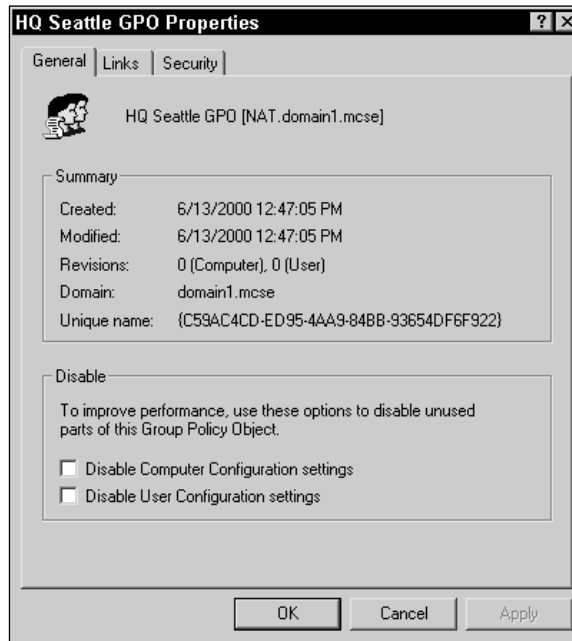 HQ Seattle GPO Properties
General Links Security
HQ Seattle GPO [NAT.domain1.mcse]
Summary
Created: 6/13/2000 12:47:05 PM
Modified: 6/13/2000 12:47:05 PM
Revisions: 0 (Computer), 0 (User)
Domain: domain1.mcse
Unique name: {C59AC4CD-ED95-4AA9-84BB-93654DF6F922}
Disable
To improve performance, use these options to disable unused
parts of this Group Policy Object.
Disable Computer Configuration settings
Disable User Configuration settings
OK Cancel Apply